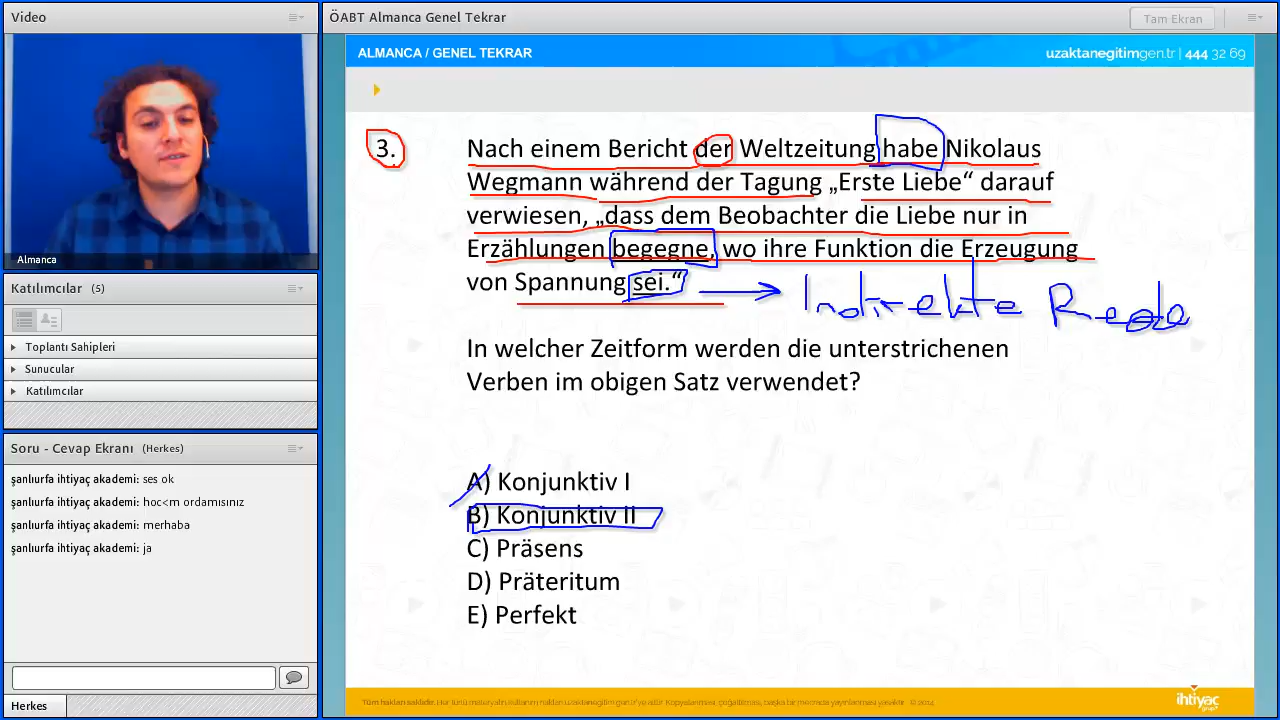 Video
ÖABT Almanca Genel Tekrar
Tam Ekran
ALMANCA / GENEL TEKRAR
uzaktanegitimgen.tr | 444 32 69
Almanca
Katılımcılar (5)
Toplantı Sahipleri
Sunucular
Katılımcılar
Soru - Cevap Ekranı (Herkes)
şanlıurfa ihtiyaç akademi: ses ok
şanlıurfa ihtiyaç akademi: hoc<m ordamısınız
şanlıurfa ihtiyaç akademi: merhaba
şanlıurfa ihtiyaç akademi: ja
Herkes
3.
Nach einem Bericht der Weltzeitung habe Nikolaus
Wegmann während der Tagung „Erste Liebe“ darauf
verwiesen, „dass dem Beobachter die Liebe nur in
Erzählungen begegne, wo ihre Funktion die Erzeugung
von Spannung sei.“
Indirekte Rede
In welcher Zeitform werden die unterstrichenen
Verben im obigen Satz verwendet?
A) Konjunktiv I
B) Konjunktiv II
C) Präsens
D) Präteritum
E) Perfekt
Tüm hakları saklıdır.
© 2014
ihtiyaç